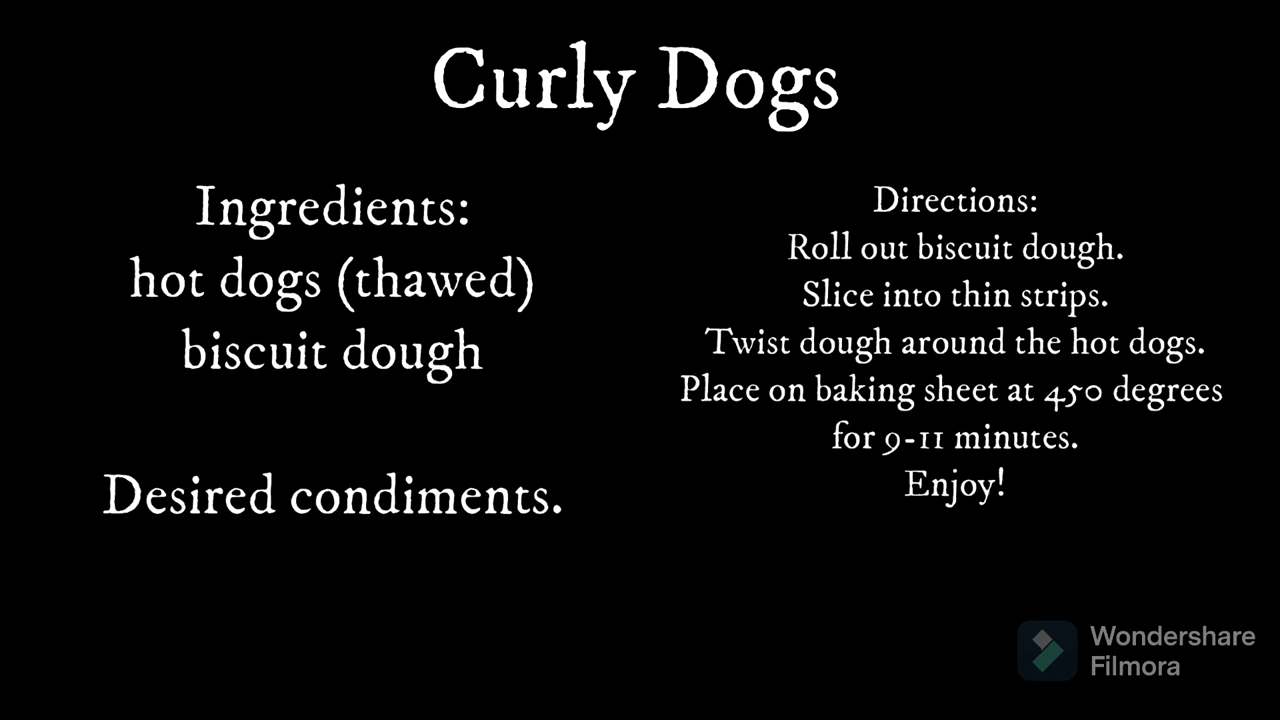 Curly Dogs
Ingredients:
hot dogs (thawed)
biscuit dough
Desired condiments.
Directions:
Roll out biscuit dough.
Slice into thin strips.
Twist dough around the hot dogs.
Place on baking sheet at 450 degrees
for 9-11 minutes.
Enjoy!
Wondershare
Filmora